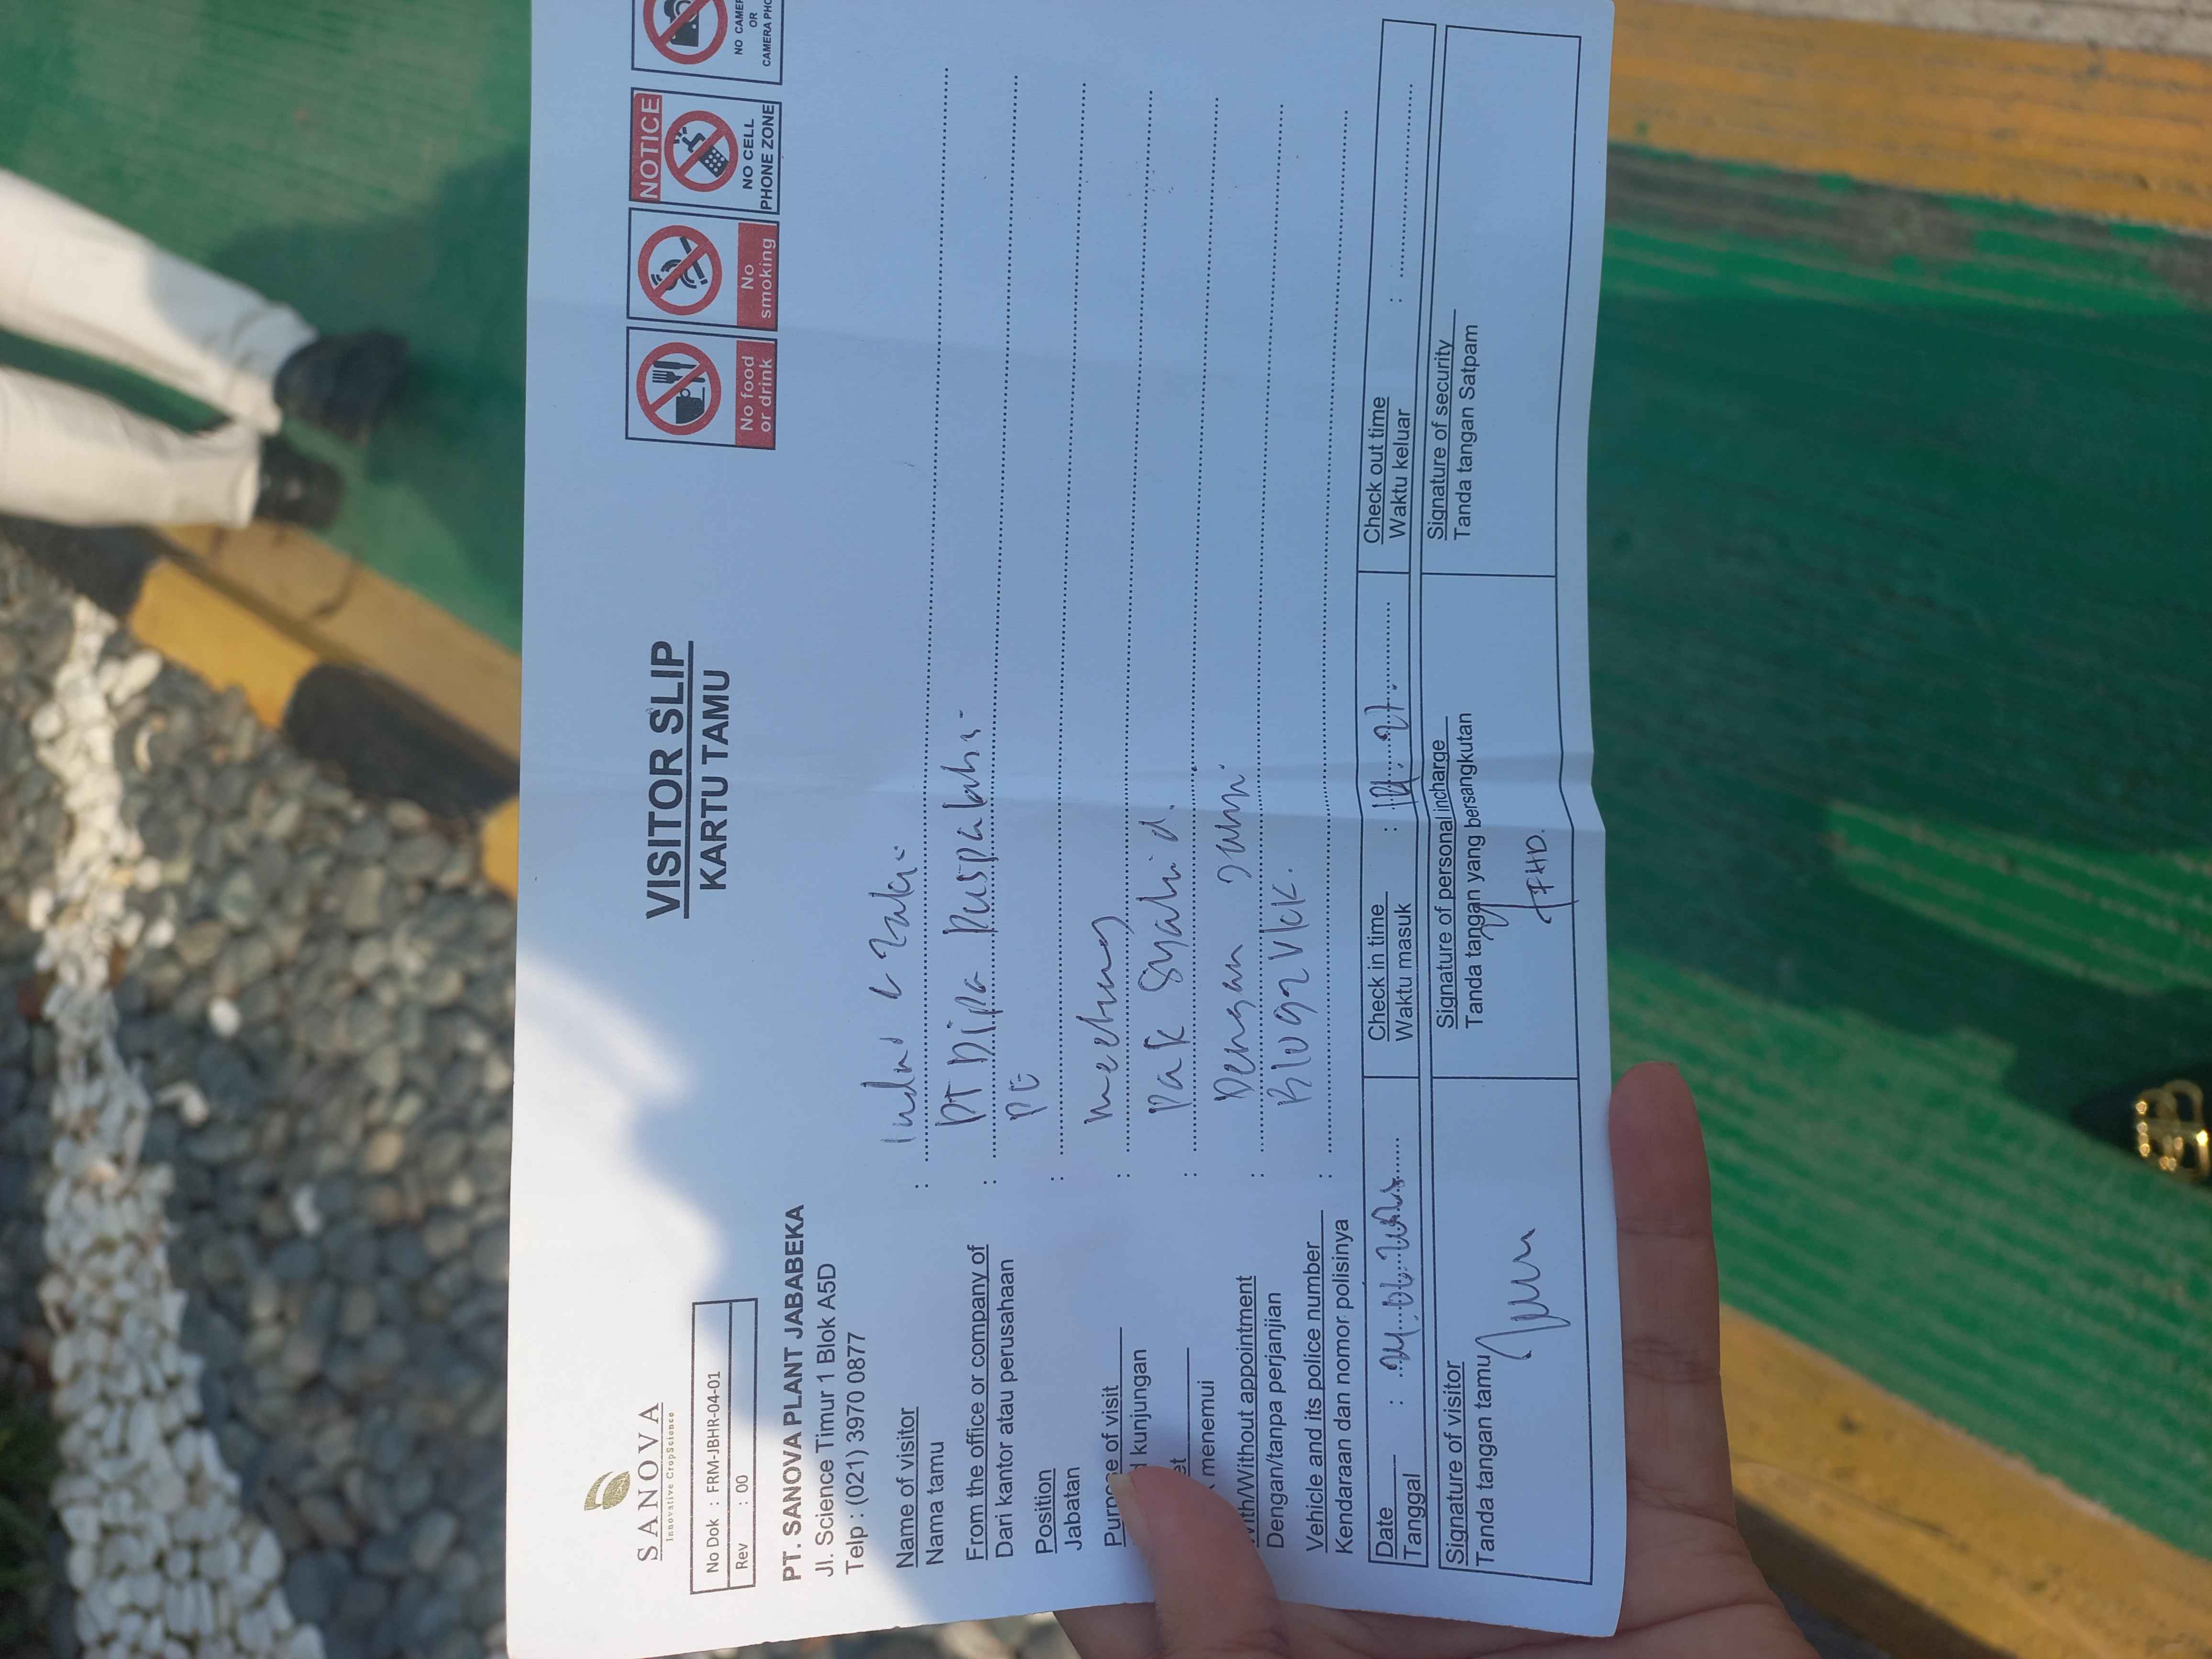 SANOVA
Innovative CropScience
No Dok : FRM-JBHR-04-01
Rev : 00
VISITOR SLIP
KARTU TAMU
No food
or drink
No
smoking
NOTICE
NO CELL
PHONE ZONE
NO CAMER
OR
CAMERA PHO
PT. SANOVA PLANT JABABEKA
Jl. Science Timur 1 Blok A5D
Telp : (021) 3970 0877
Name of visitor :
Nama tamu
From the office or company of : PT
Dari kantor atau perusahaan
Position : PT
Jabatan
Purpose of visit : meeting
kunjungan
et : Pak Syahid.
menemui
With/Without appointment : Dengan
Dengan/tanpa perjanjian
Vehicle and its police number :
Kendaraan dan nomor polisinya
Date :
Tanggal
Check in time :
Waktu masuk
Check out time :
Waktu keluar
Signature of visitor
Tanda tangan tamu
Signature of personal incharge
Tanda tangan yang bersangkutan
Signature of security
Tanda tangan Satpam